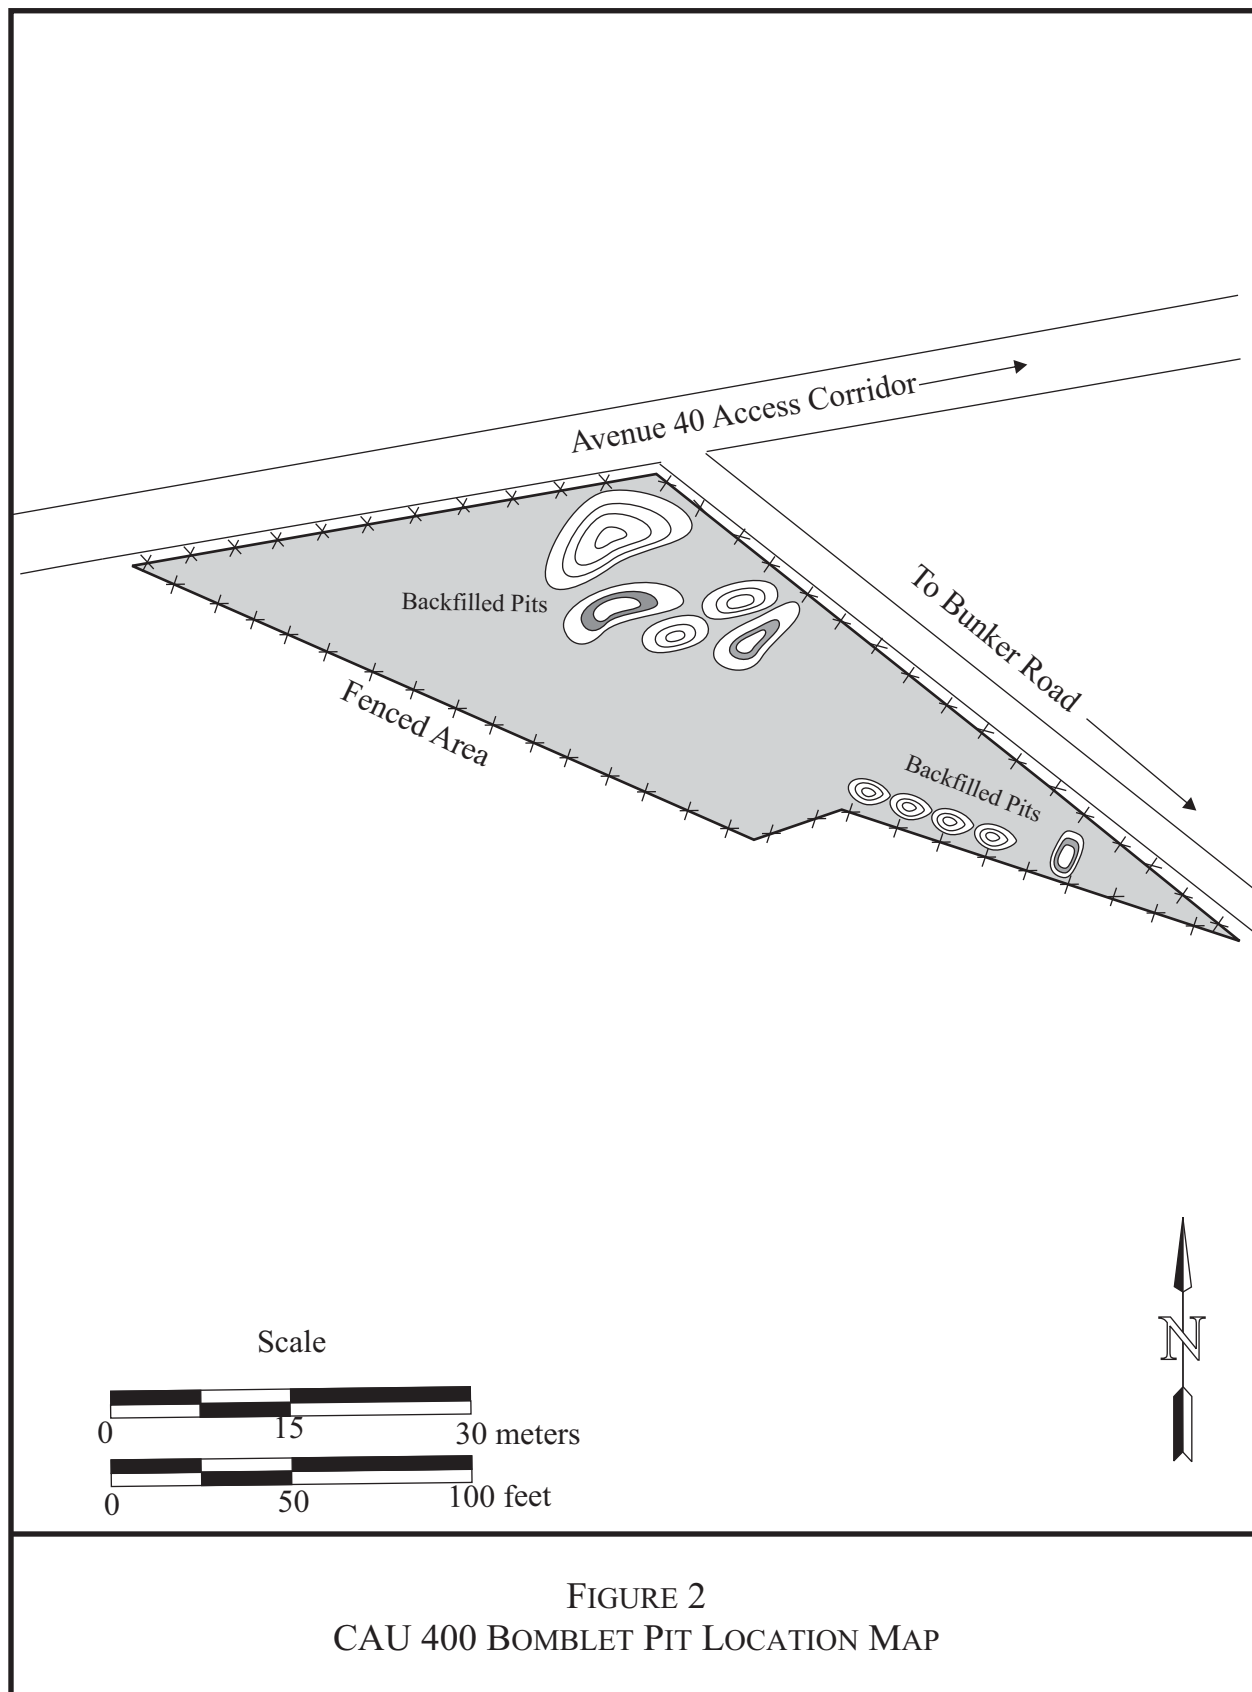 Avenue 40 Access Corridor
To Bunker Road
Backfilled Pits
Fenced Area
Backfilled Pits
N
Scale
0 15 30 meters
0 50 100 feet
FIGURE 2
CAU 400 BOMBLET PIT LOCATION MAP